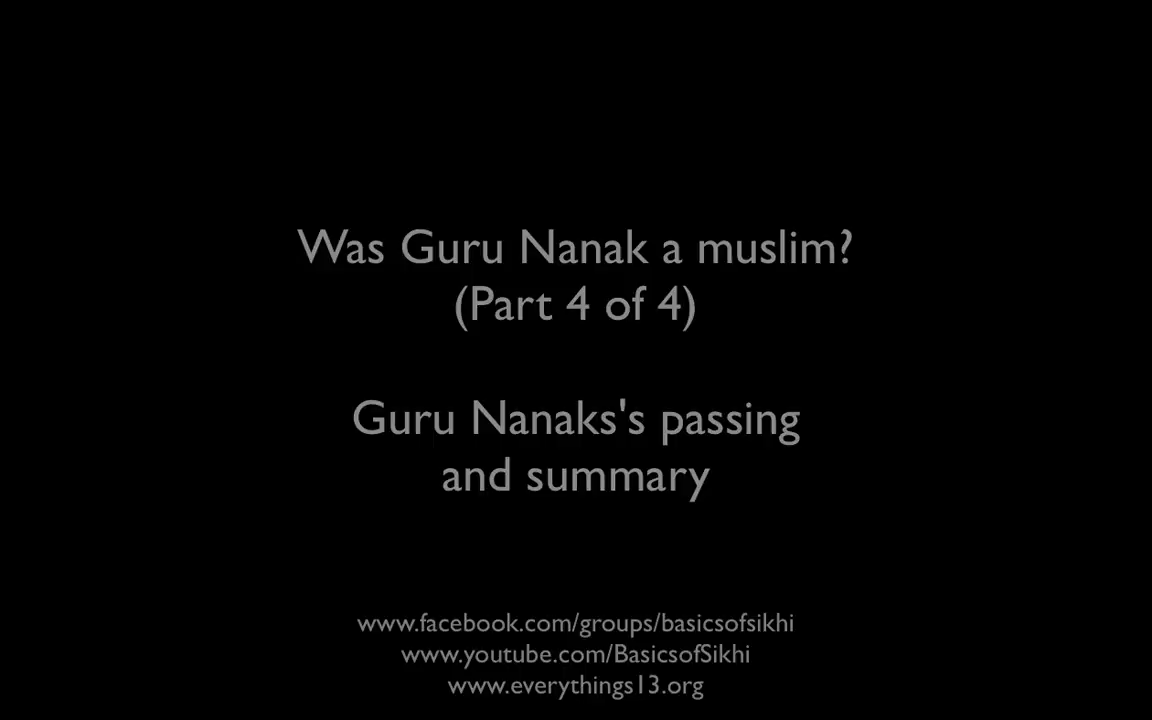 Was Guru Nanak a muslim?
(Part 4 of 4)
Guru Nanaks's passing
and summary
www.facebook.com/groups/basicsofsikhi
www.youtube.com/BasicsofSikhi
www.everythings13.org